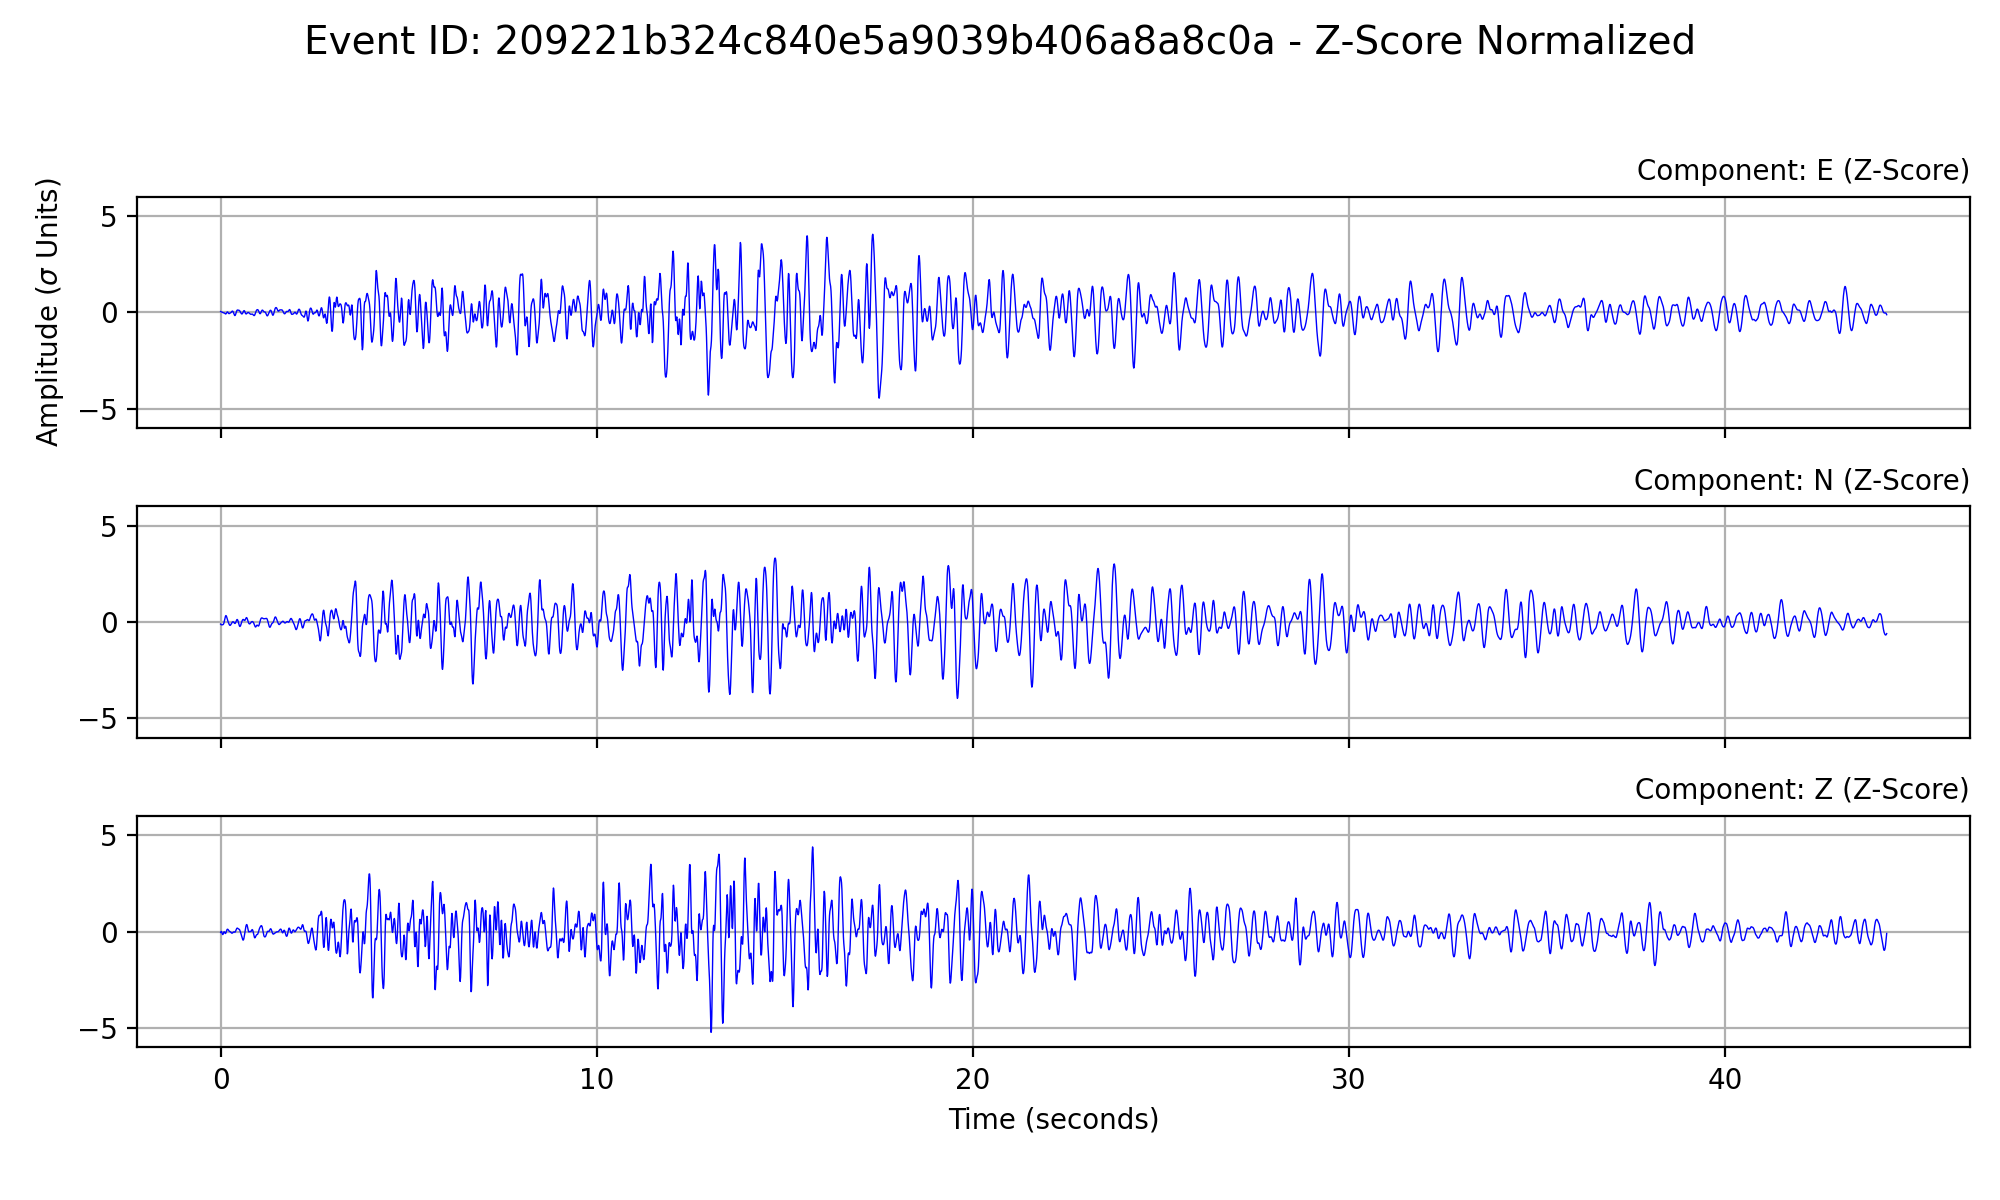 Event ID: 209221b324c840e5a9039b406a8a8c0a - Z-Score Normalized
Component: E (Z-Score)
Amplitude (σ Units)
5
0
−5
Component: N (Z-Score)
5
0
−5
Component: Z (Z-Score)
5
0
−5
0 10 20 30 40
Time (seconds)